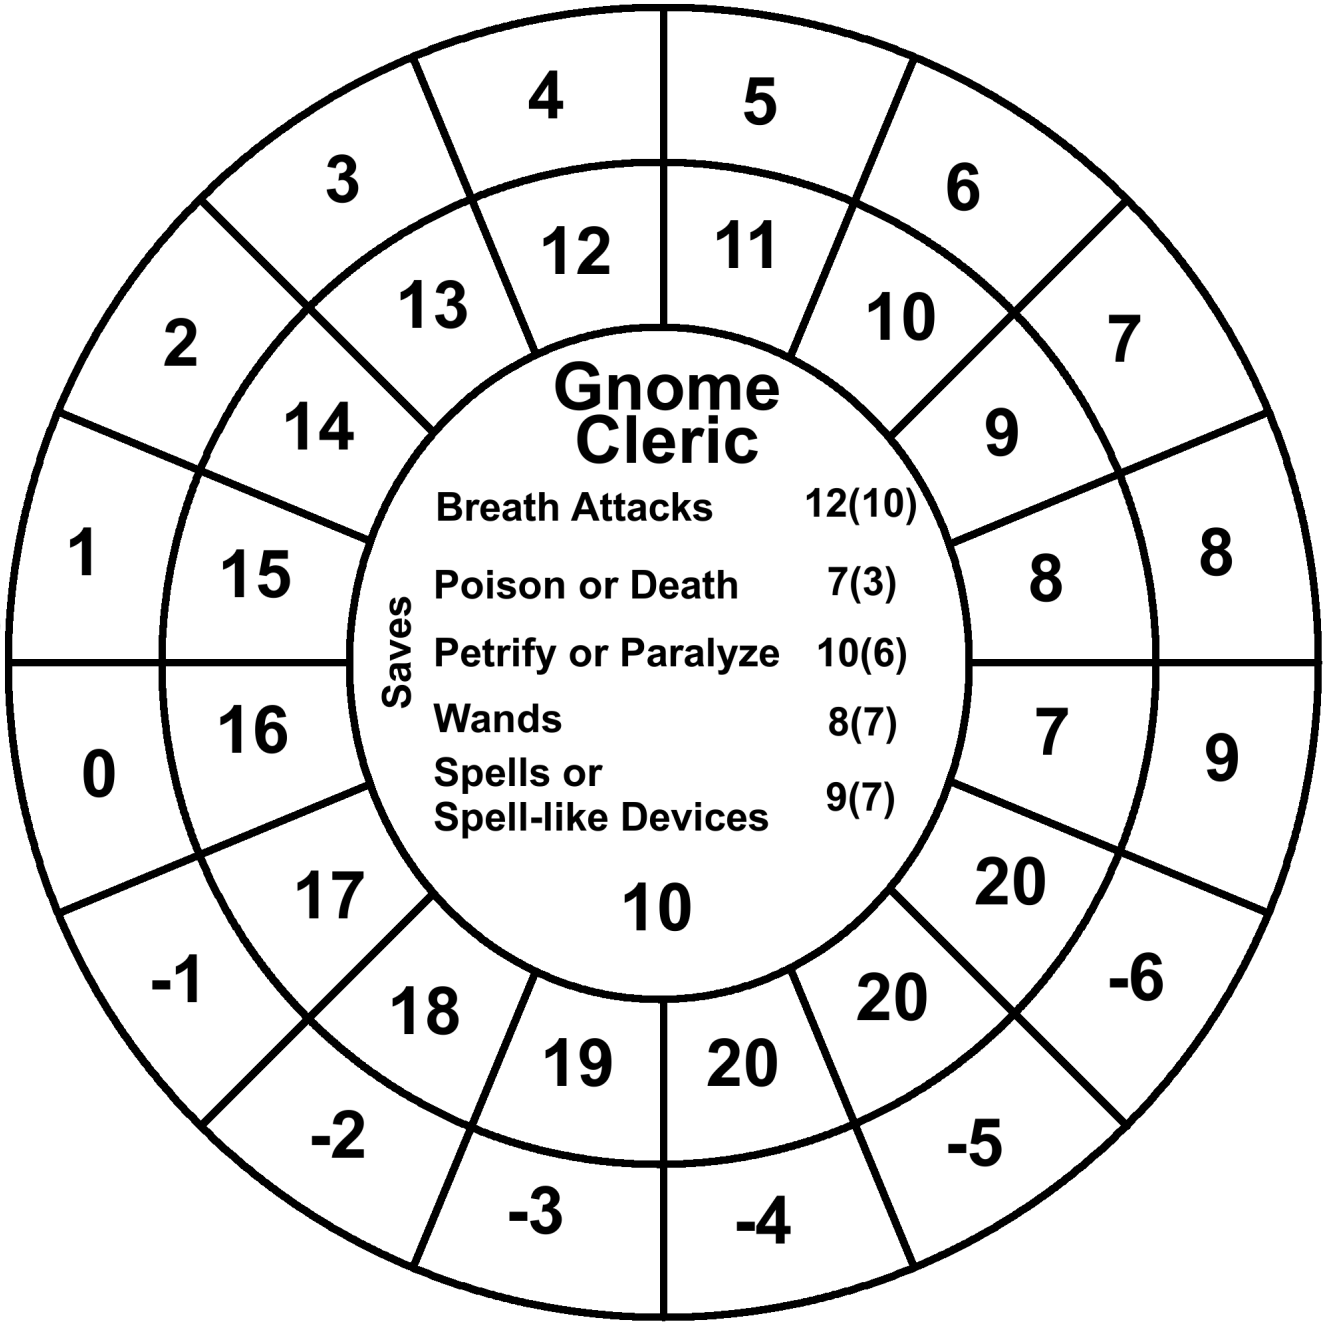 4 5
3 6
12 11
13 10
2 7
14 9
Gnome
Cleric
Breath Attacks 12(10)
1 8
15 8
Poison or Death 7(3)
Saves
Petrify or Paralyze 10(6)
16 7
Wands 8(7)
0 9
Spells or
Spell-like Devices 9(7)
17 20
10
-1 -6
18 20
19 20
-2 -5
-3 -4